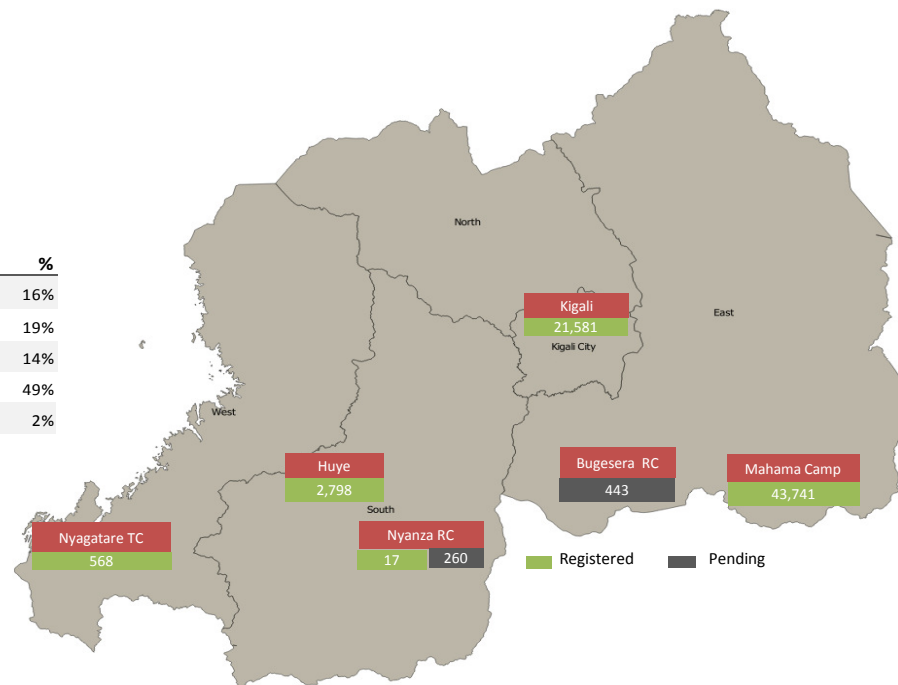 %
16%
19%
14%
49%
2%
North
Kigali
21,581
Kigali City
East
West
Huye
2,798
South
Bugesera RC
443
Mahama Camp
43,741
Nyagatare TC
568
Nyanza RC
17 260
Registered Pending